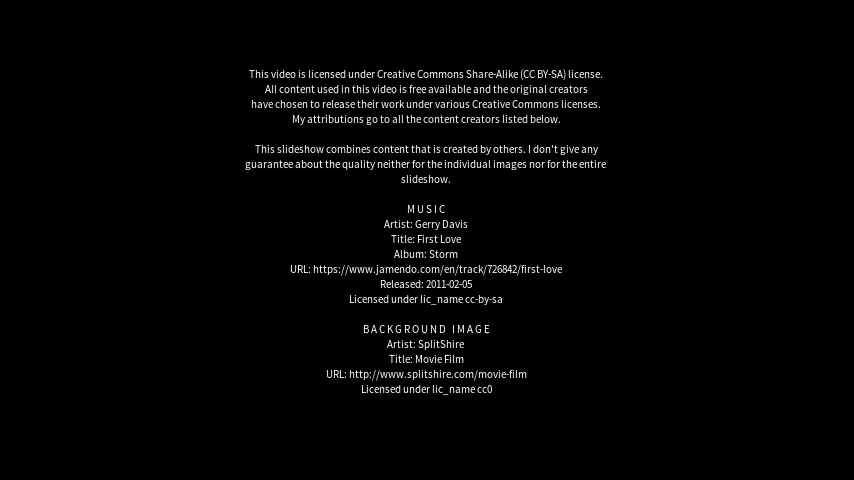 This video is licensed under Creative Commons Share-Alike (CC BY-SA) license.
All content used in this video is free available and the original creators
have chosen to release their work under various Creative Commons licenses.
My attributions go to all the content creators listed below.
This slideshow combines content that is created by others. I don't give any
guarantee about the quality neither for the individual images nor for the entire
slideshow.
MUSIC
Artist: Gerry Davis
Title: First Love
Album: Storm
URL: https://www.jamendo.com/en/track/726842/first-love
Released: 2011-02-05
Licensed under lic_name cc-by-sa
BACKGROUND IMAGE
Artist: SplitShire
Title: Movie Film
URL: http://www.splitshire.com/movie-film
Licensed under lic_name cc0